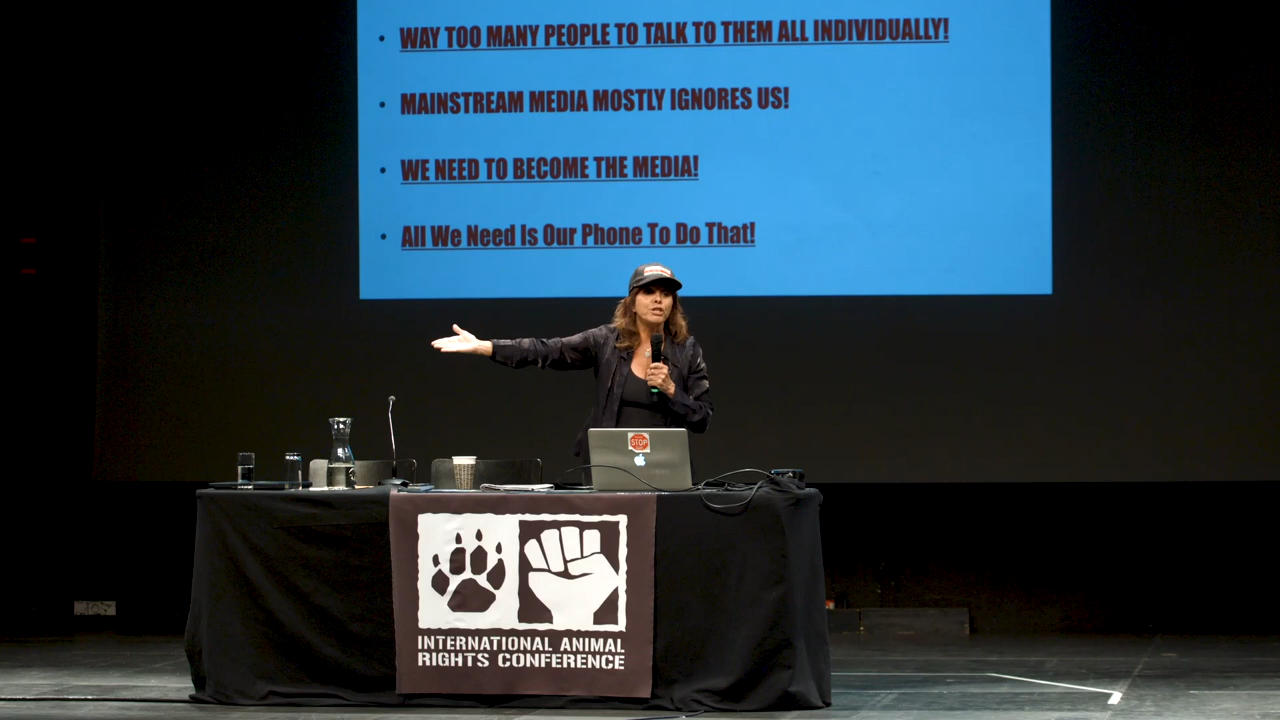 • WAY TOO MANY PEOPLE TO TALK TO THEM ALL INDIVIDUALLY!
• MAINSTREAM MEDIA MOSTLY IGNORES US!
• WE NEED TO BECOME THE MEDIA!
• All We Need Is Our Phone To Do That!
STOP
INTERNATIONAL ANIMAL
RIGHTS CONFERENCE